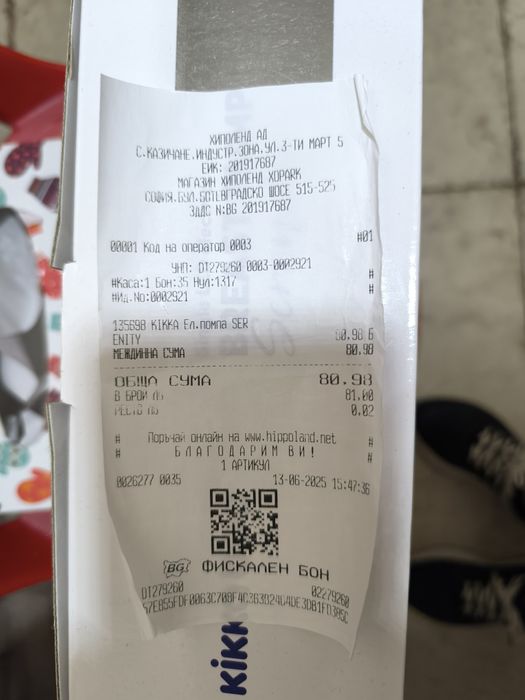 ХИПОЛЕНД АД
С.КАЗИЧАНЕ.ИНДУСТР.ЗОНА.УЛ.3-ТИ МАРТ 5
ЕИК: 201917687
МАГАЗИН ХИПОЛЕНД ХОPARK
СОФИЯ.БУЛ.БОТЕВГРАДСКО ШОСЕ 515-525
ЗДДС N:BG 201917687
00001 Код на оператор 0003 #01
УНП: DT279260 0003-0002921
#Каса:1 Бон:35 Нул:1317 #
#Ид.No:0002921 #
135698 KIKKA Ел.помпа SER
ENITY 80.98 Б
МЕЖДИННА СУМА 80.98
ОБЩА СУМА 80.98
В БРОЙ ЛВ 81.00
РЕСТО ЛВ 0.02
# Поръчай онлайн на www.hippoland.net #
# БЛАГОДАРИМ ВИ! #
1 АРТИКУЛ #
0026277 0035 13-06-2025 15:47:36
BG ФИСКАЛЕН БОН
DT279260 02279260
kikk